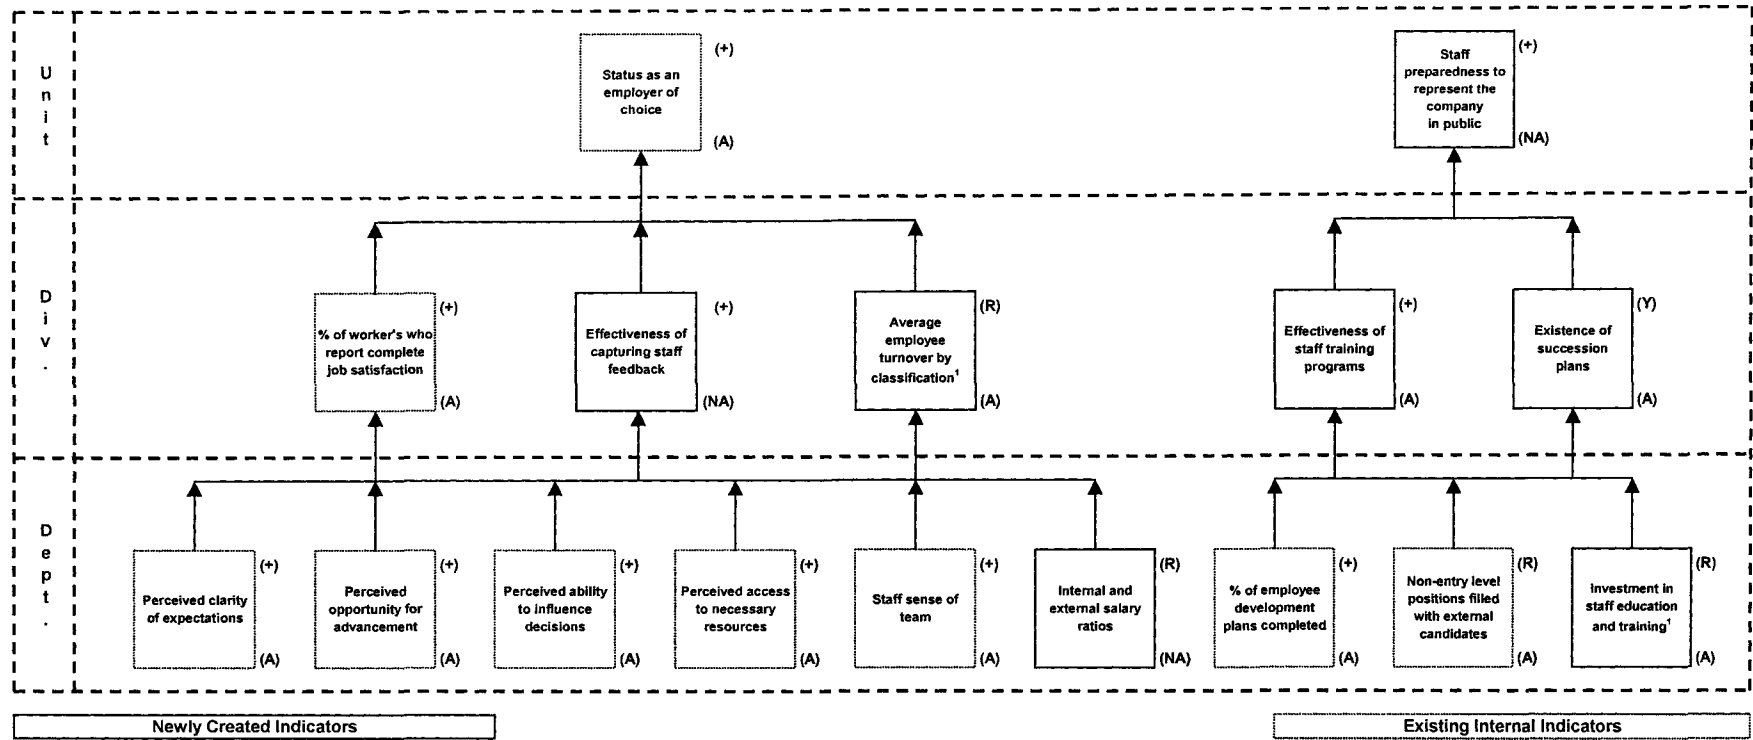 Unit
Status as an
employer of
choice
(+)
(A)
Staff
preparedness to
represent the
company
in public
(+)
(NA)
Div.
% of worker's who
report complete
job satisfaction
(+)
(A)
Effectiveness of
capturing staff
feedback
(+)
(NA)
Average
employee
turnover by
classification1
(R)
(A)
Effectiveness of
staff training
programs
(+)
(A)
Existence of
succession
plans
(Y)
(A)
Dept.
Perceived clarity
of expectations
(+)
(A)
Perceived
opportunity for
advancement
(+)
(A)
Perceived ability
to influence
decisions
(+)
(A)
Perceived access
to necessary
resources
(+)
(A)
Staff sense of
team
(+)
(A)
Internal and
external salary
ratios
(R)
(NA)
% of employee
development
plans completed
(+)
(A)
Non-entry level
positions filled
with external
candidates
(R)
(A)
Investment in
staff education
and training1
(R)
(A)
Newly Created Indicators
Existing Internal Indicators